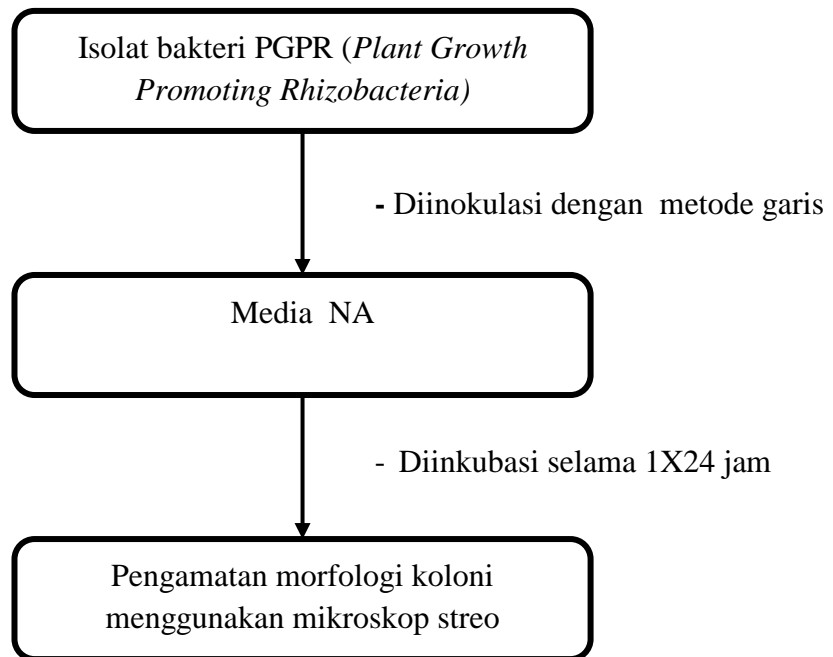 Isolat bakteri PGPR (Plant Growth
Promoting Rhizobacteria)
- Diinokulasi dengan metode garis
Media NA
- Diinkubasi selama 1X24 jam
Pengamatan morfologi koloni
menggunakan mikroskop streo